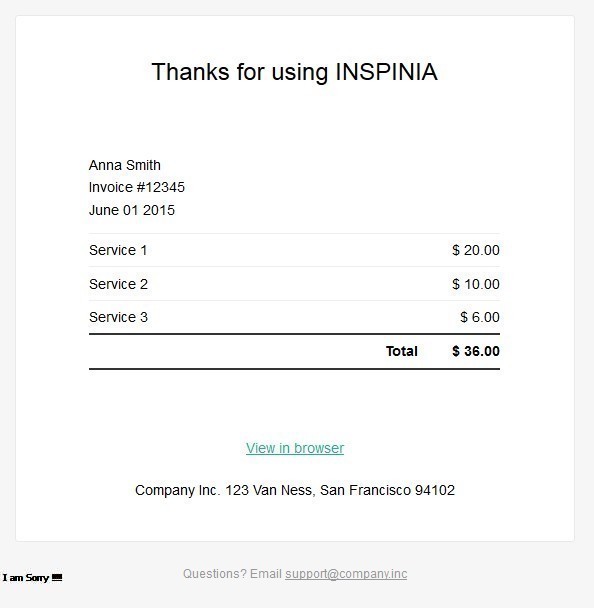 Thanks for using INSPINIA
Anna Smith
Invoice #12345
June 01 2015
Service 1 $ 20.00
Service 2 $ 10.00
Service 3 $ 6.00
Total $ 36.00
View in browser
Company Inc. 123 Van Ness, San Francisco 94102
Questions? Email support@company.inc
I am Sorry !!!!